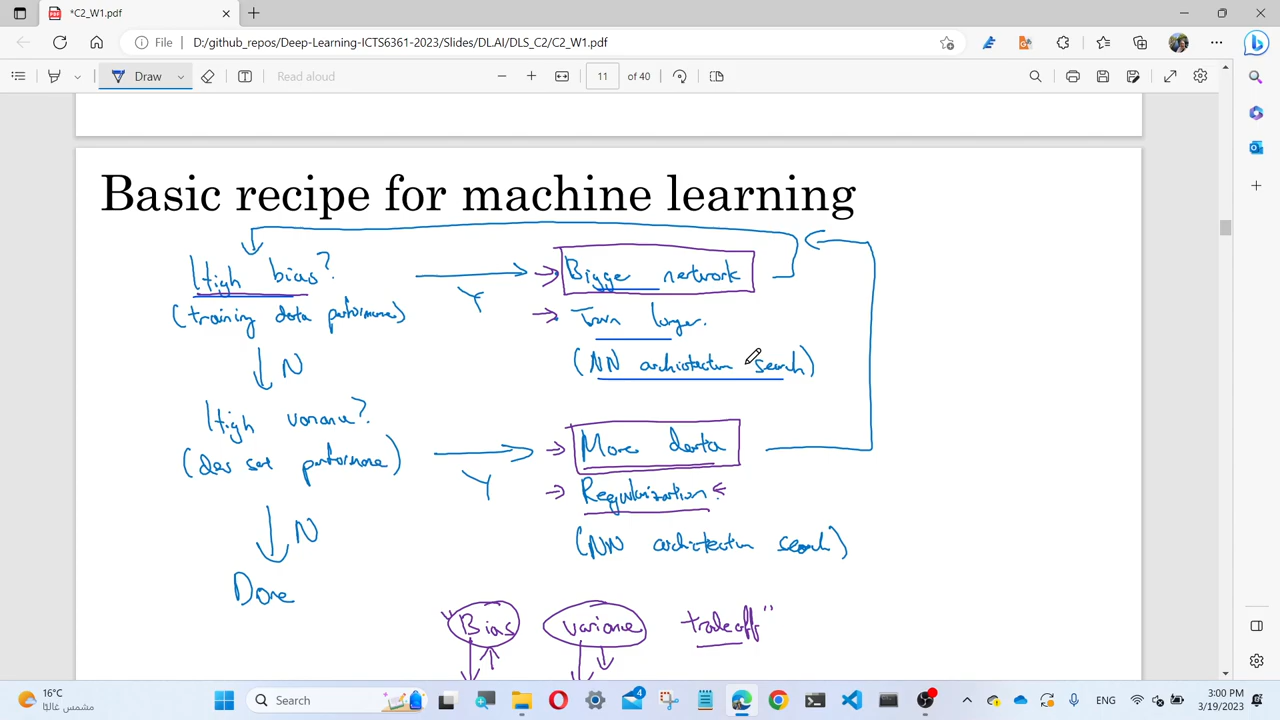 *C2_W1.pdf
File
D:/github_repos/Deep-Learning-ICTS6361-2023/Slides/DL.AI/DLS_C2/C2_W1.pdf
Draw
Read aloud
11
of 40
Basic recipe for machine learning
High bias?
Y
Bigger network
(training data performance)
Train longer.
N
(NN architecture search)
High variance?
More data
(dev set performance)
Y
Regularization
N
(NN architecture search)
Done
"Bias variance tradeoff"
16°C
مشمس غالبًا
Search
4
ENG
3:00 PM
3/19/2023